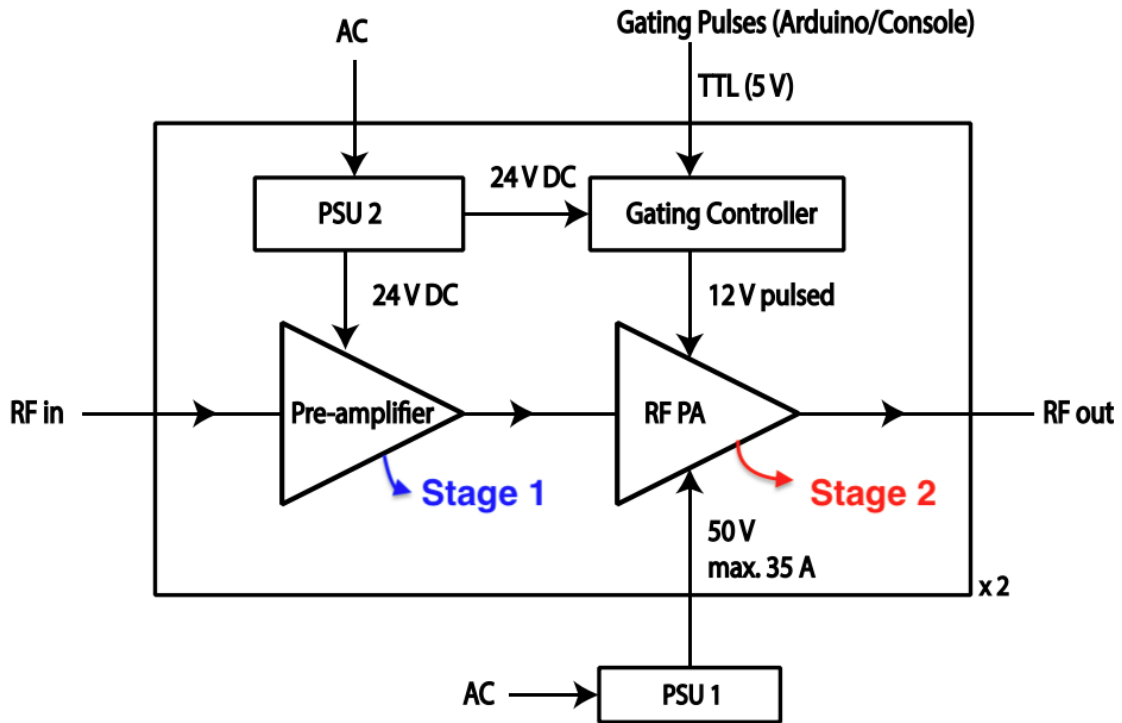 AC
Gating Pulses (Arduino/Console)
TTL (5 V)
24 V DC
PSU 2
Gating Controller
24 V DC
12 V pulsed
RF in
Pre-amplifier
RF PA
RF out
Stage 1
Stage 2
50 V
max. 35 A
x 2
AC
PSU 1